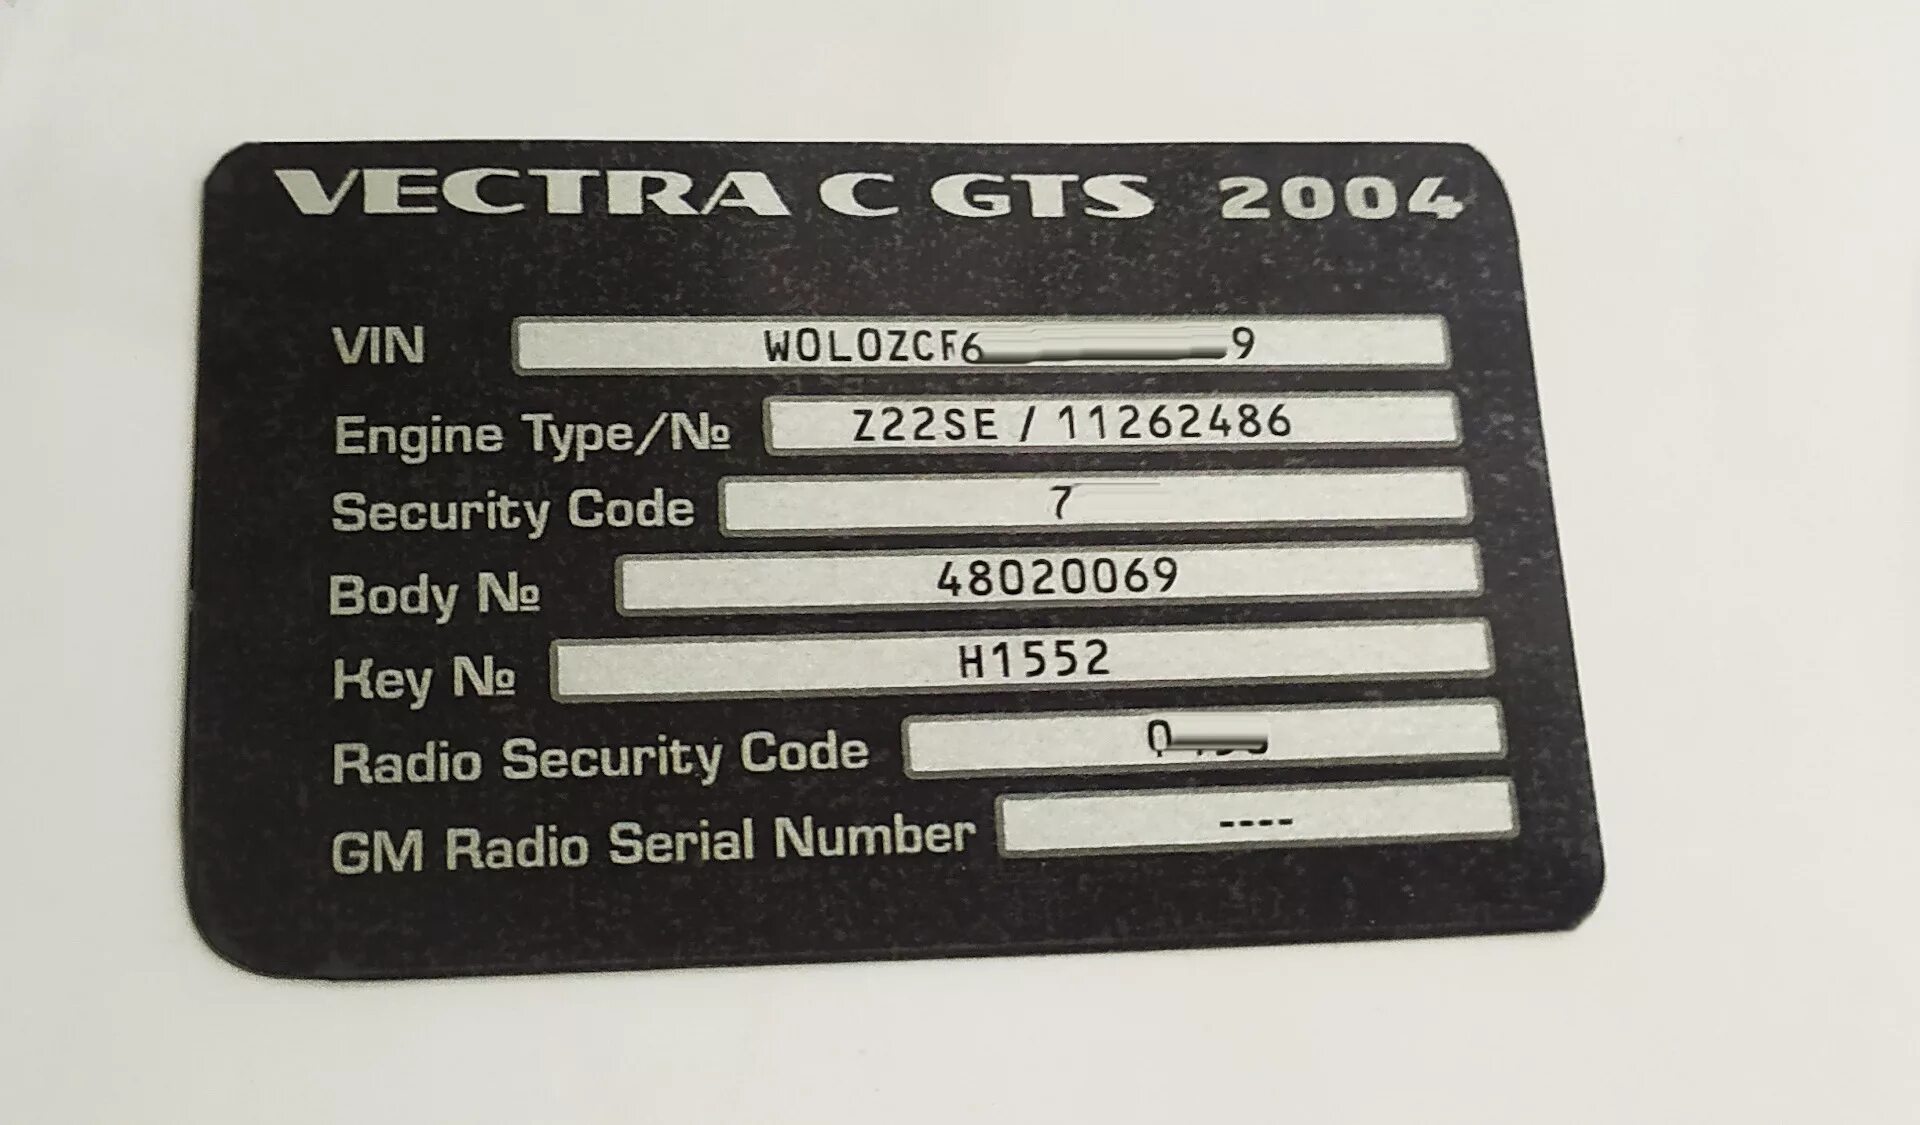 VECTRA C GTS 2004
VIN W0L0ZCF6 9
Engine Type/№ Z22SE / 11262486
Security Code 7
Body № 48020069
Key № H1552
Radio Security Code
GM Radio Serial Number ----